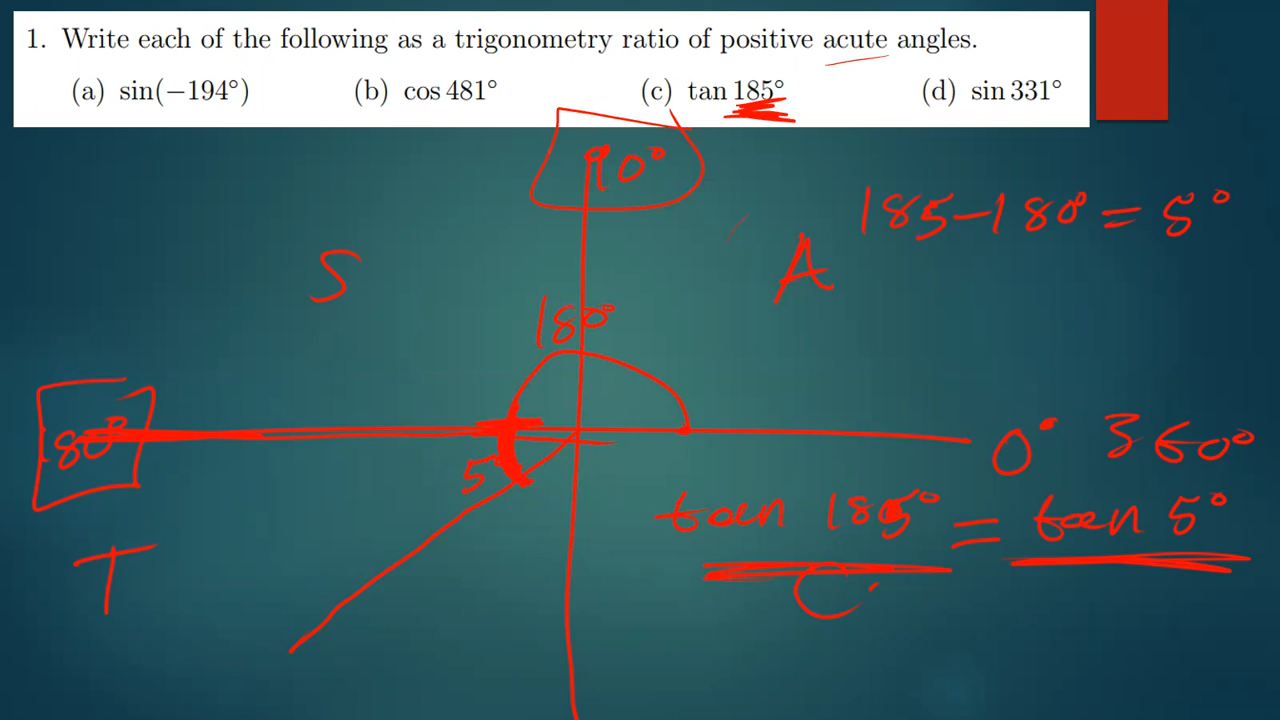 1. Write each of the following as a trigonometry ratio of positive acute angles.
(a) sin(−194°) (b) cos 481° (c) tan 185° (d) sin 331°
90°
185-180° = 5°
S
A
180°
180°
0° 360°
5°
tan 185° = tan 5°
T
C